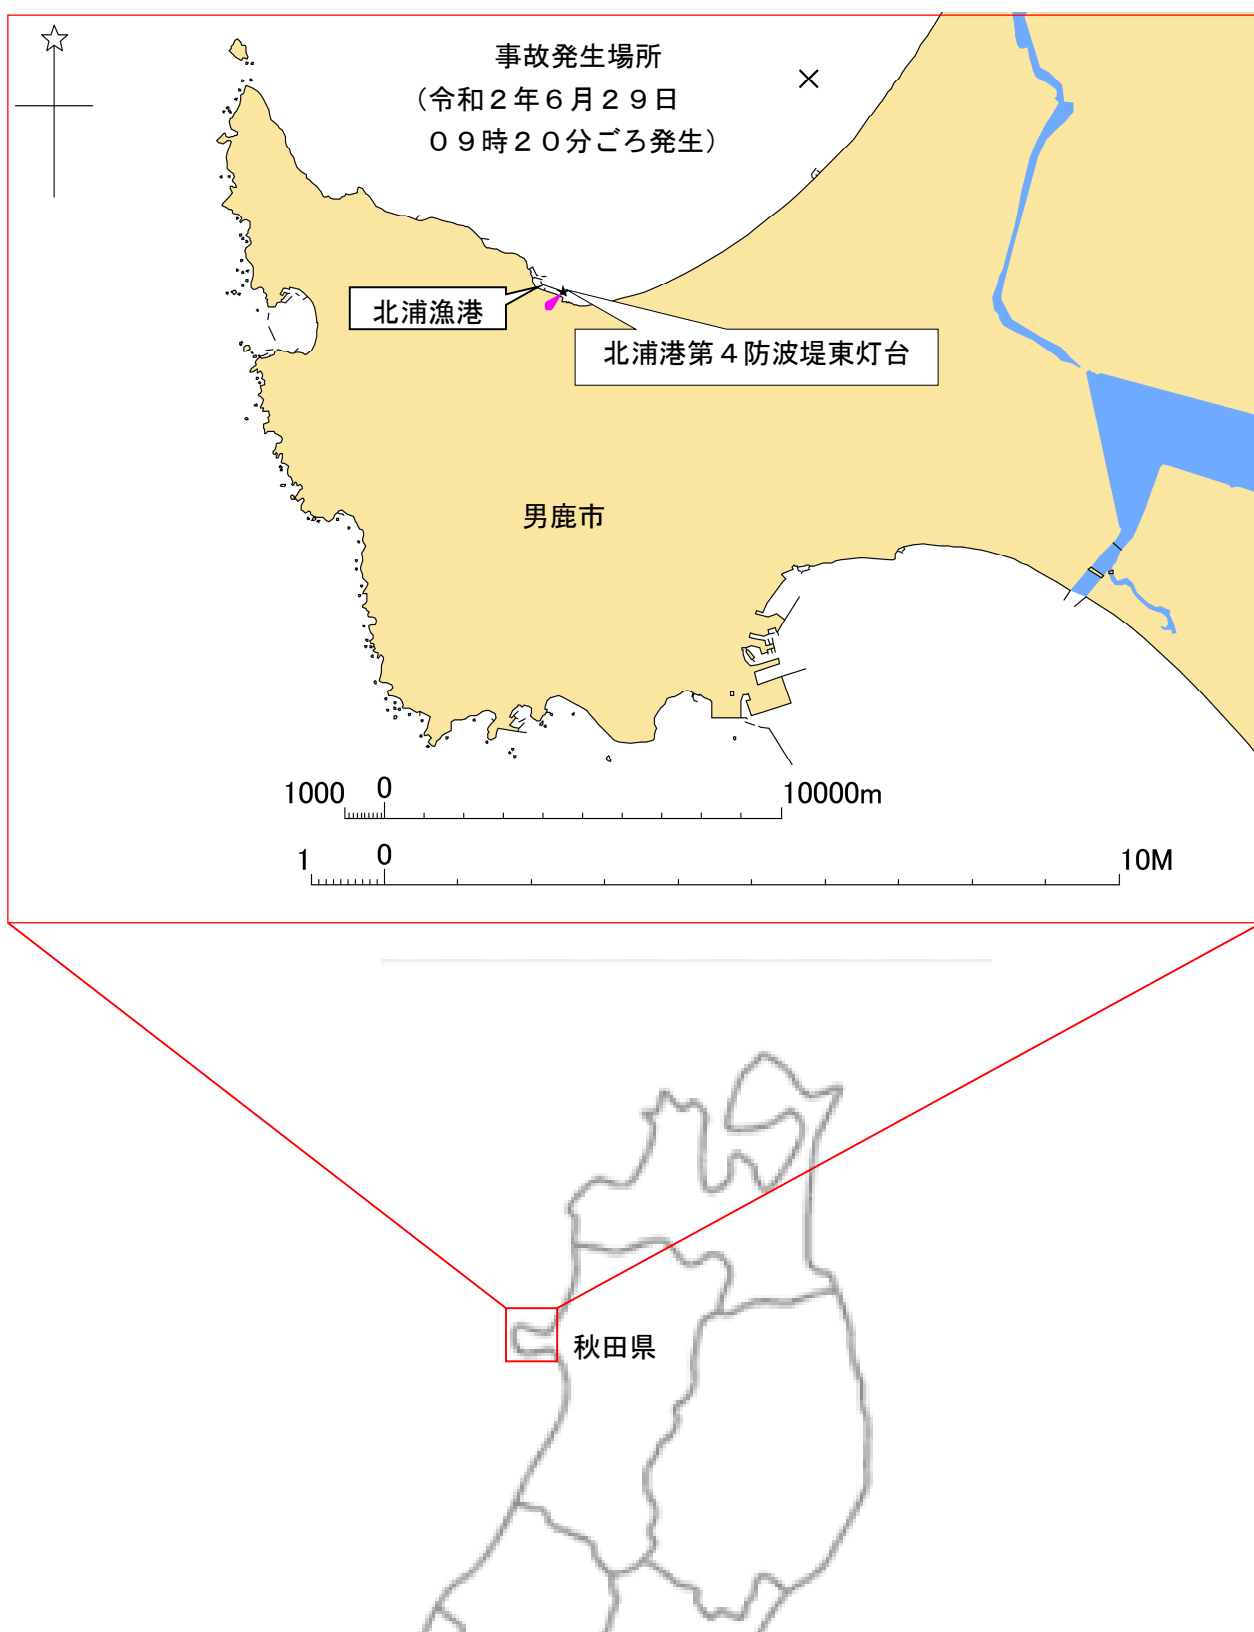 事故発生場所
（令和２年６月２９日
０９時２０分ごろ発生）
北浦漁港
北浦港第４防波堤東灯台
男鹿市
1000 0 10000m
1 0 10M
秋田県